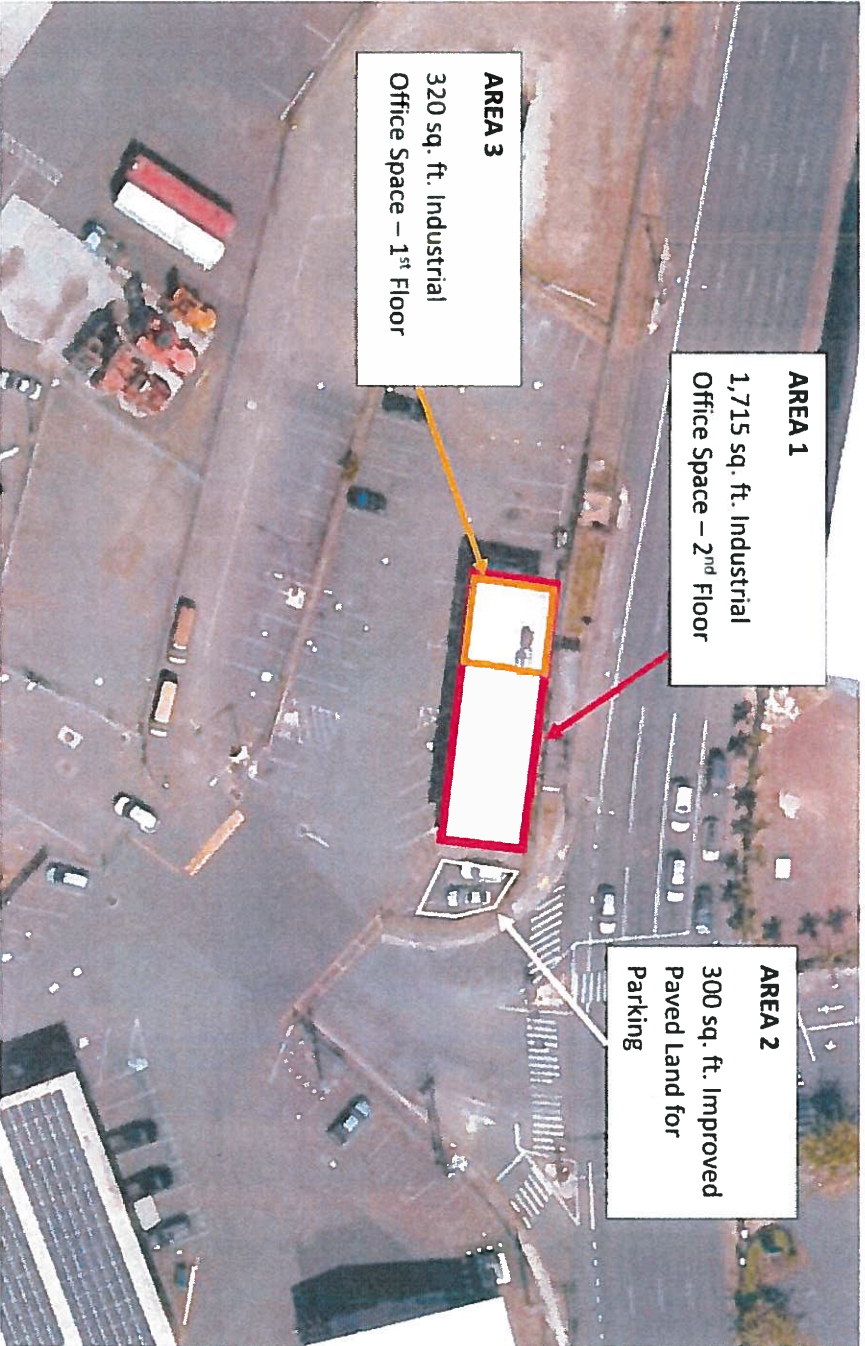 AREA 1
1,715 sq. ft. Industrial
Office Space – 2nd Floor
AREA 2
300 sq. ft. Improved
Paved Land for
Parking
AREA 3
320 sq. ft. Industrial
Office Space – 1st Floor